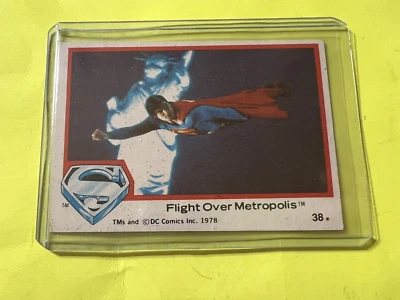 Flight Over Metropolis™
™
TMs and ©DC Comics Inc. 1978
38*